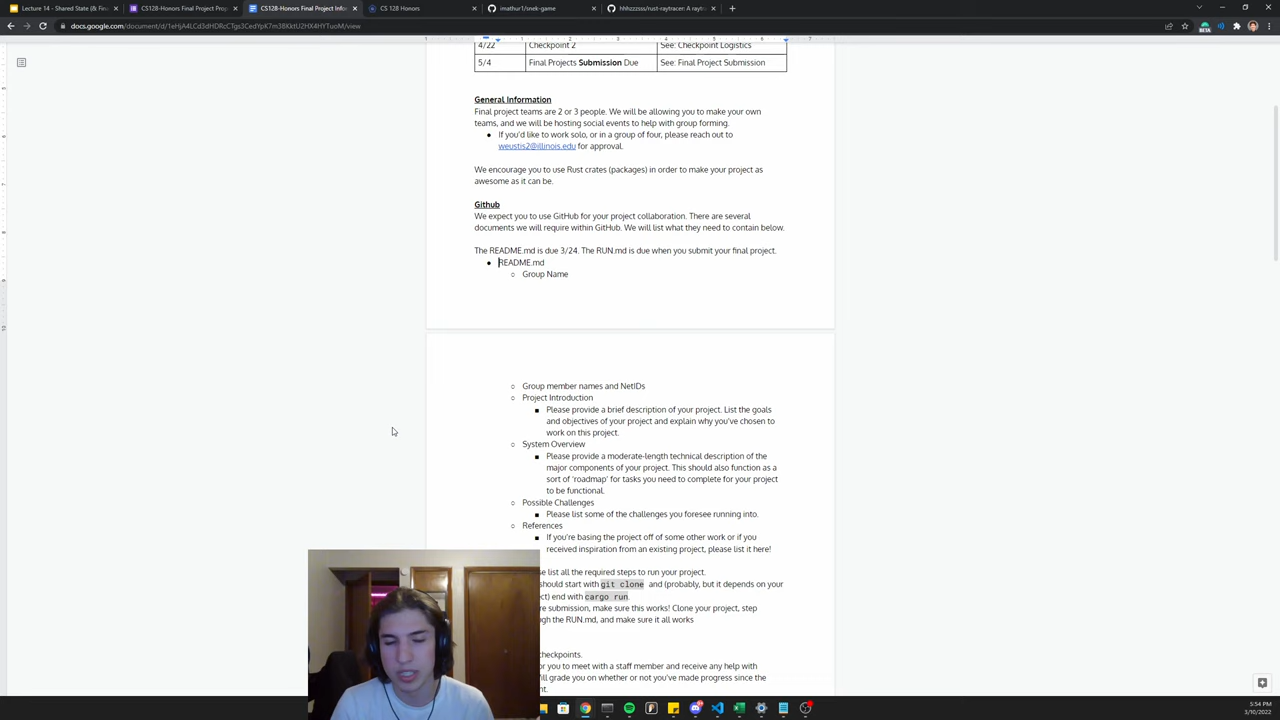 Lecture 14 - Shared State (& Fin
CS128-Honors Final Project Prop
CS128-Honors Final Project Infor
CS 128 Honors
imathur1/snek-game
hhhzzzsss/rust-raytracer: A raytr
docs.google.com/document/d/1eHjA4LCd3dHDRcCTgs3CedYpK7m3BXktU2HX4HYTuoM/view
4/22 Checkpoint 2 See: Checkpoint Logistics
5/4 Final Projects Submission Due See: Final Project Submission
General Information
Final project teams are 2 or 3 people. We will be allowing you to make your own
teams, and we will be hosting social events to help with group forming.
● If you'd like to work solo, or in a group of four, please reach out to
weustis2@illinois.edu for approval.
We encourage you to use Rust crates (packages) in order to make your project as
awesome as it can be.
Github
We expect you to use GitHub for your project collaboration. There are several
documents we will require within GitHub. We will list what they need to contain below.
The README.md is due 3/24. The RUN.md is due when you submit your final project.
● README.md
○ Group Name
○ Group member names and NetIDs
○ Project Introduction
■ Please provide a brief description of your project. List the goals
and objectives of your project and explain why you've chosen to
work on this project.
○ System Overview
■ Please provide a moderate-length technical description of the
major components of your project. This should also function as a
sort of 'roadmap' for tasks you need to complete for your project
to be functional.
○ Possible Challenges
■ Please list some of the challenges you foresee running into.
○ References
■ If you're basing the project off of some other work or if you
received inspiration from an existing project, please list it here!
se list all the required steps to run your project.
should start with git clone and (probably, but it depends on your
ect) end with cargo run.
re submission, make sure this works! Clone your project, step
ugh the RUN.md, and make sure it all works
checkpoints.
or you to meet with a staff member and receive any help with
ill grade you on whether or not you've made progress since the
nt.
5:54 PM
3/10/2022